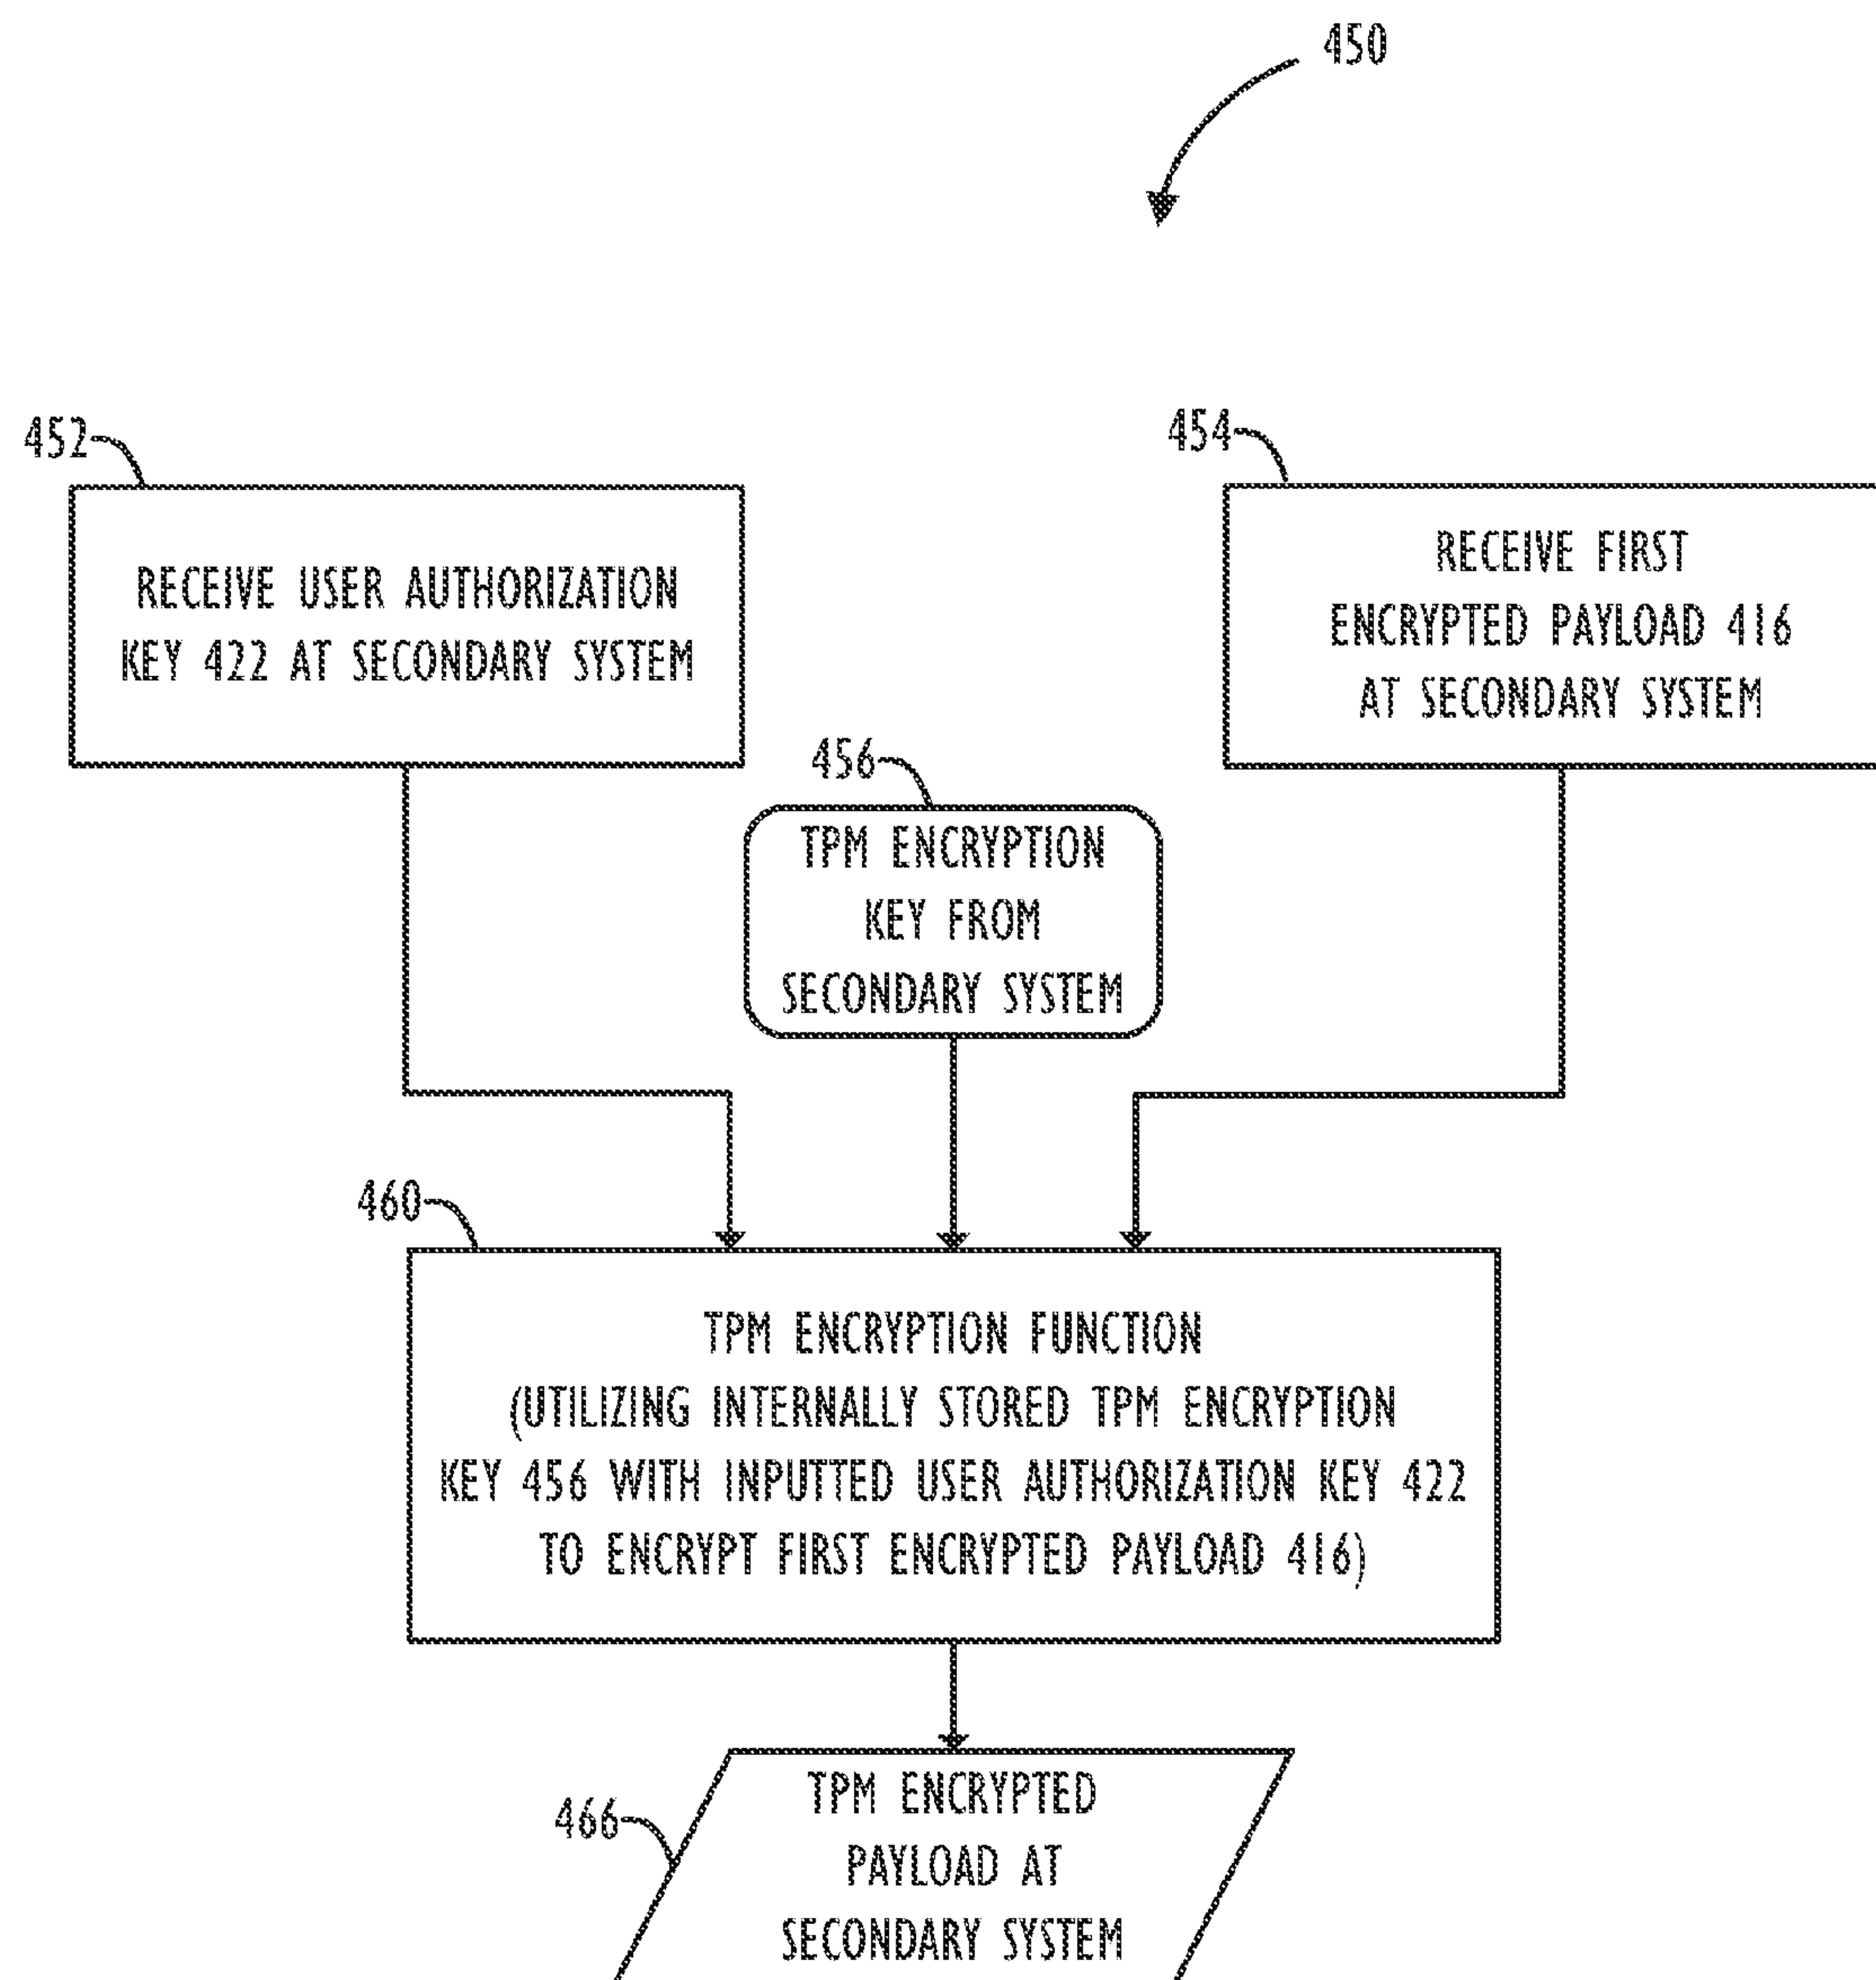 450
452
454
RECEIVE USER AUTHORIZATION
KEY 422 AT SECONDARY SYSTEM
RECEIVE FIRST
ENCRYPTED PAYLOAD 416
AT SECONDARY SYSTEM
456
TPM ENCRYPTION
KEY FROM
SECONDARY SYSTEM
460
TPM ENCRYPTION FUNCTION
(UTILIZING INTERNALLY STORED TPM ENCRYPTION
KEY 456 WITH INPUTTED USER AUTHORIZATION KEY 422
TO ENCRYPT FIRST ENCRYPTED PAYLOAD 416)
466
TPM ENCRYPTED
PAYLOAD AT
SECONDARY SYSTEM